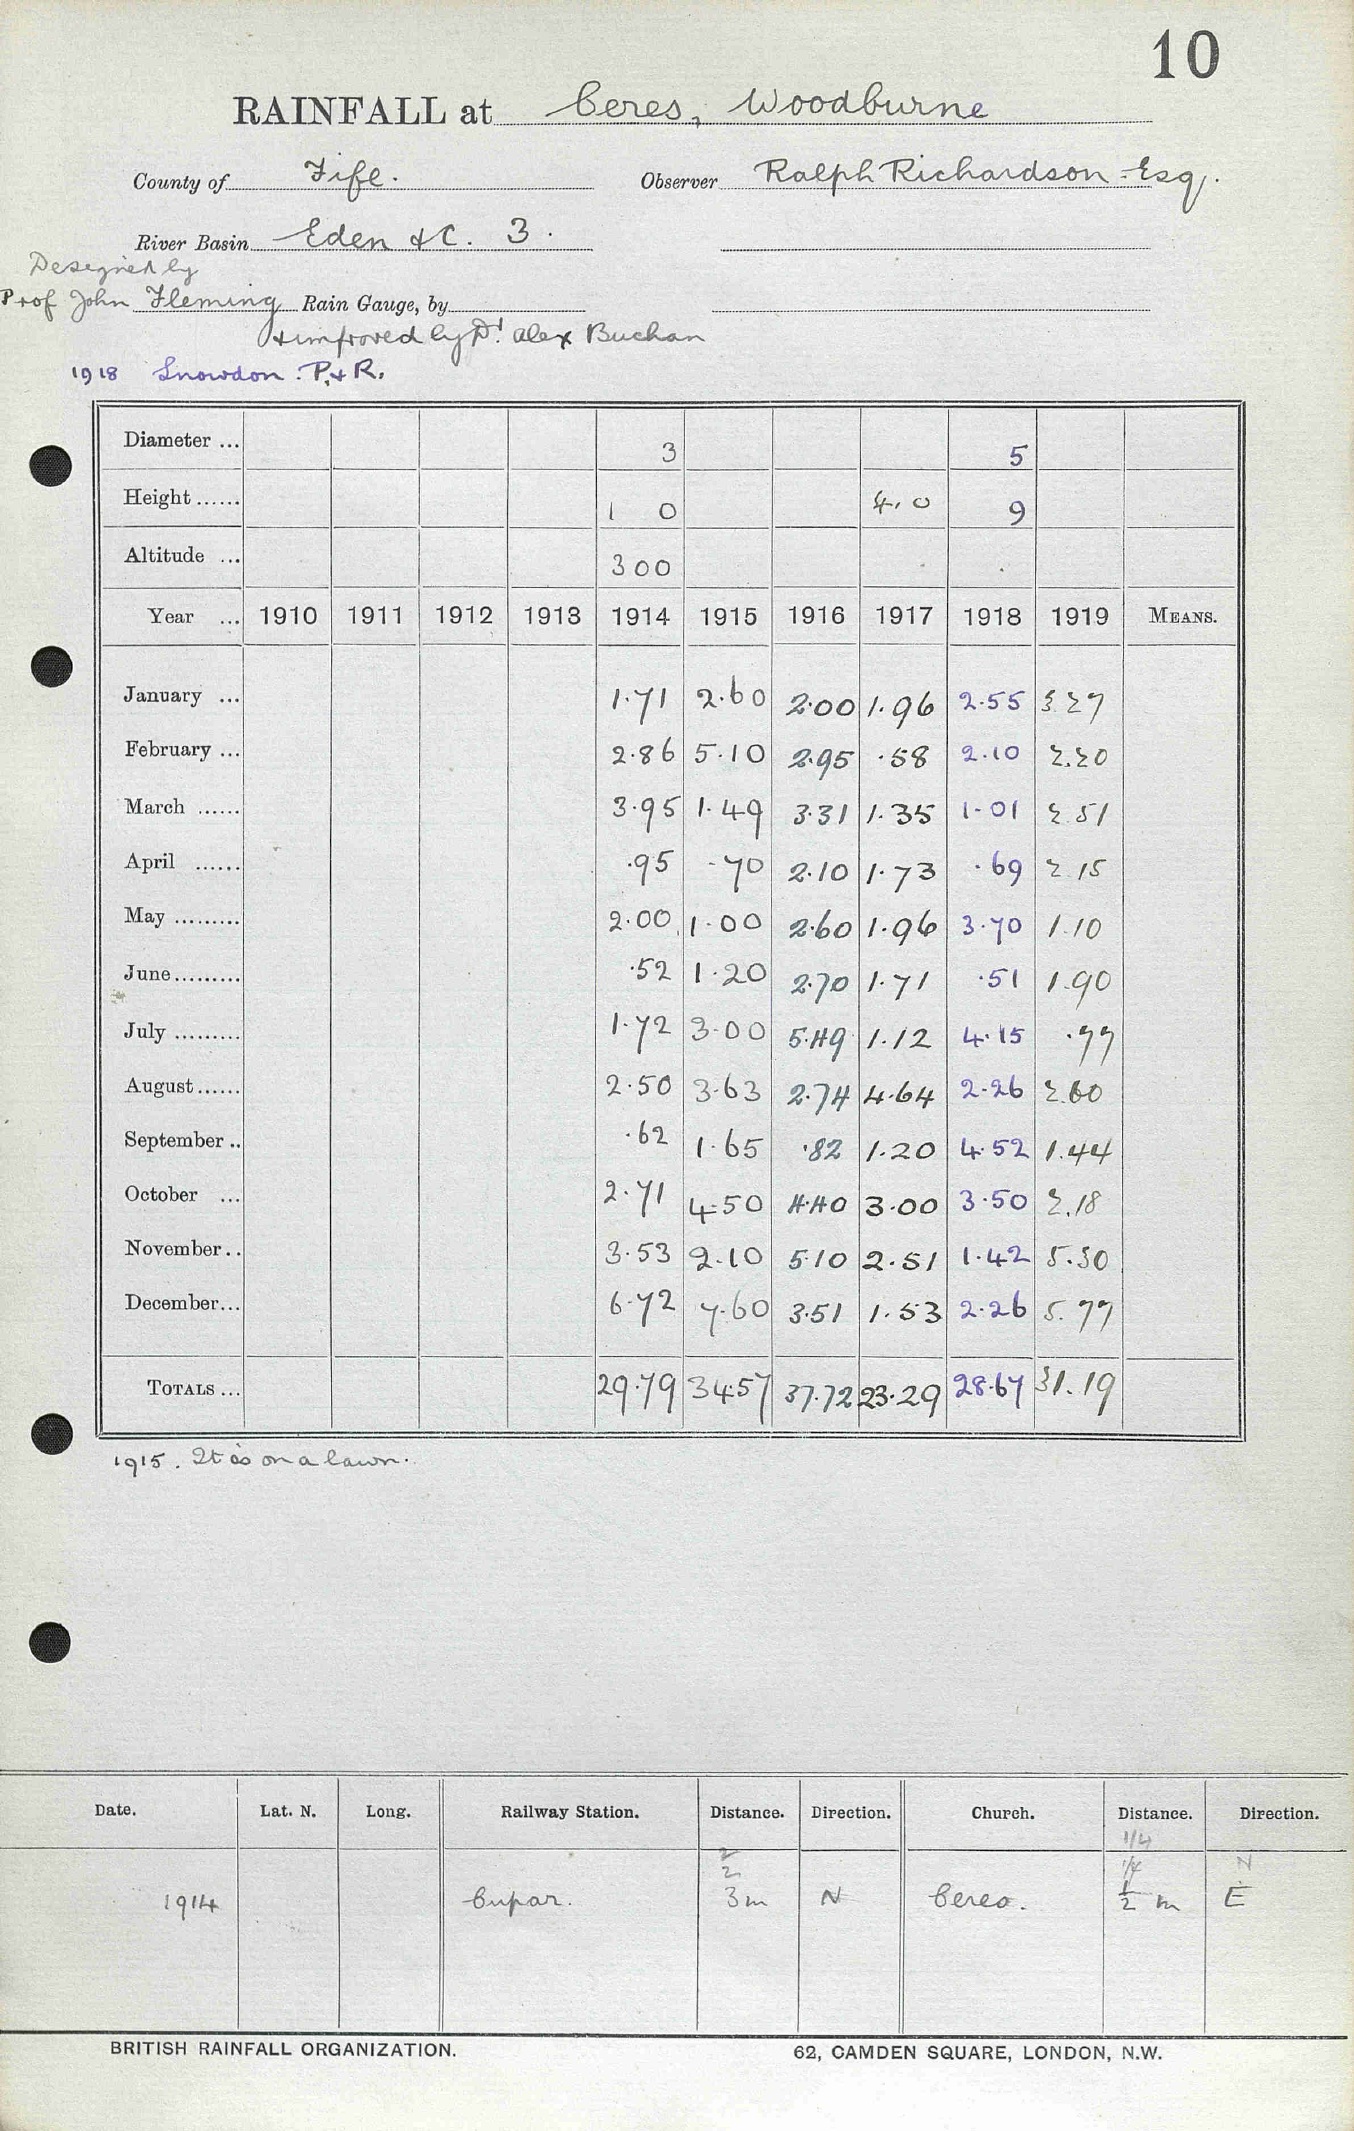 10
RAINFALL at Ceres, Woodburne
County of Fife. Observer Ralph Richardson Esq.
River Basin Eden &c. 3.
Designed by
Prof John Fleming Rain Gauge, by
& improved by Dr. Alex Buchan
1918 Snowdon. P. & R.
Diameter ... 3 5
Height ...... 1 0 4.0 9
Altitude ... 300
Year ... 1910 1911 1912 1913 1914 1915 1916 1917 1918 1919 MEANS.
January ... 1.71 2.60 2.00 1.96 2.55 3.27
February ... 2.86 5.10 2.95 .58 2.10 2.20
March ...... 3.95 1.49 3.31 1.35 1.01 2.51
April ...... .95 .70 2.10 1.73 .69 2.15
May ......... 2.00 1.00 2.60 1.96 3.70 1.10
June ......... .52 1.20 2.70 1.71 .51 1.90
July ......... 1.72 3.00 5.49 1.12 4.15 .77
August ...... 2.50 3.63 2.74 4.64 2.26 2.60
September .. .62 1.65 .82 1.20 4.52 1.44
October ... 2.71 4.50 4.40 3.00 3.50 2.18
November .. 3.53 2.10 5.10 2.51 1.42 5.30
December ... 6.72 7.60 3.51 1.53 2.26 5.77
TOTALS ... 29.79 34.57 37.72 23.29 28.67 31.19
1915. It is on a lawn.
Date. Lat. N. Long. Railway Station. Distance. Direction. Church. Distance. Direction.
1/4
2
2 1/4 N
1914 Cupar. 3m N Ceres. 1/2 m E
BRITISH RAINFALL ORGANIZATION. 62, CAMDEN SQUARE, LONDON, N.W.